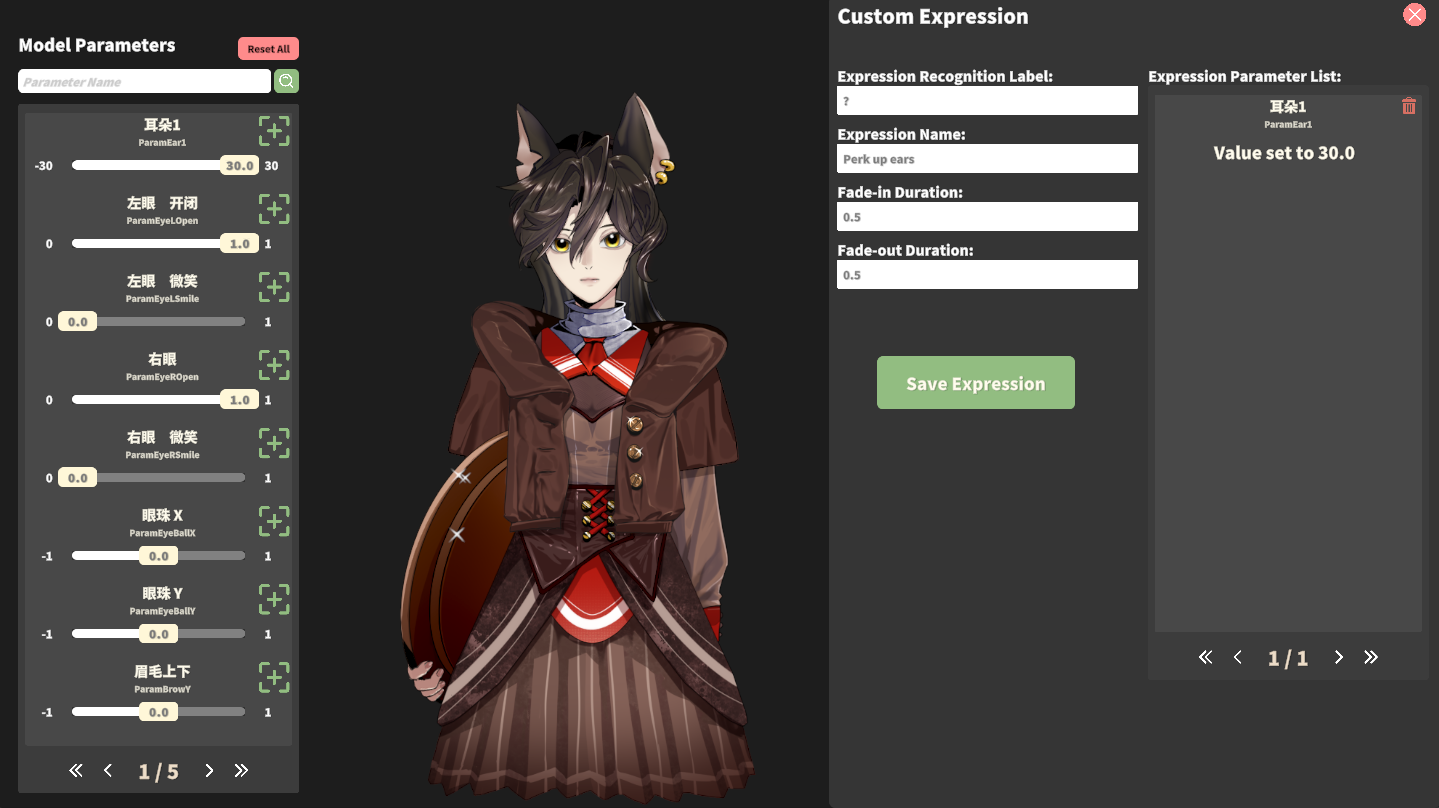 Model Parameters
Reset All
Parameter Name
耳朵1
ParamEar1
-30 30.0 30
左眼 开闭
ParamEyeLOpen
0 1.0 1
左眼 微笑
ParamEyeLSmile
0 0.0 1
右眼
ParamEyeROpen
0 1.0 1
右眼 微笑
ParamEyeRSmile
0 0.0 1
眼珠 X
ParamEyeBallX
-1 0.0 1
眼珠 Y
ParamEyeBallY
-1 0.0 1
眉毛上下
ParamBrowY
-1 0.0 1
1 / 5
Custom Expression
Expression Recognition Label:
?
Expression Name:
Perk up ears
Fade-in Duration:
0.5
Fade-out Duration:
0.5
Save Expression
Expression Parameter List:
耳朵1
ParamEar1
Value set to 30.0
1 / 1